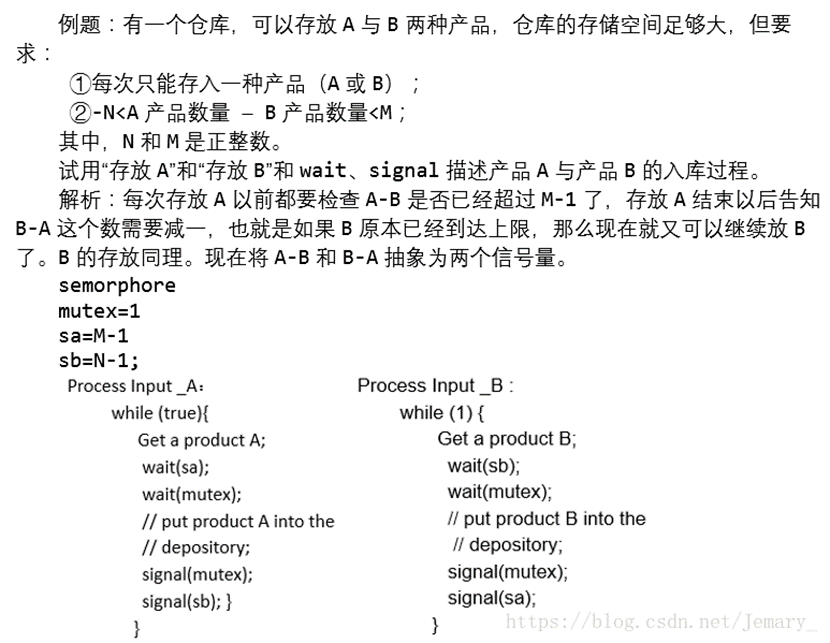 例题：有一个仓库，可以存放 A 与 B 两种产品，仓库的存储空间足够大，但要
求：
①每次只能存入一种产品（A 或 B）；
②-N<A 产品数量 – B 产品数量<M；
其中，N 和 M 是正整数。
试用“存放 A”和“存放 B”和 wait、signal 描述产品 A 与产品 B 的入库过程。
解析：每次存放 A 以前都要检查 A-B 是否已经超过 M-1 了，存放 A 结束以后告知
B-A 这个数需要减一，也就是如果 B 原本已经到达上限，那么现在就又可以继续放 B
了。B 的存放同理。现在将 A-B 和 B-A 抽象为两个信号量。
semorphore
mutex=1
sa=M-1
sb=N-1;
Process Input _A：
while (true){
Get a product A;
wait(sa);
wait(mutex);
// put product A into the
// depository;
signal(mutex);
signal(sb); }
}
Process Input _B :
while (1) {
Get a product B;
wait(sb);
wait(mutex);
// put product B into the
// depository;
signal(mutex);
signal(sa);
}
https://blog.csdn.net/Jemary_